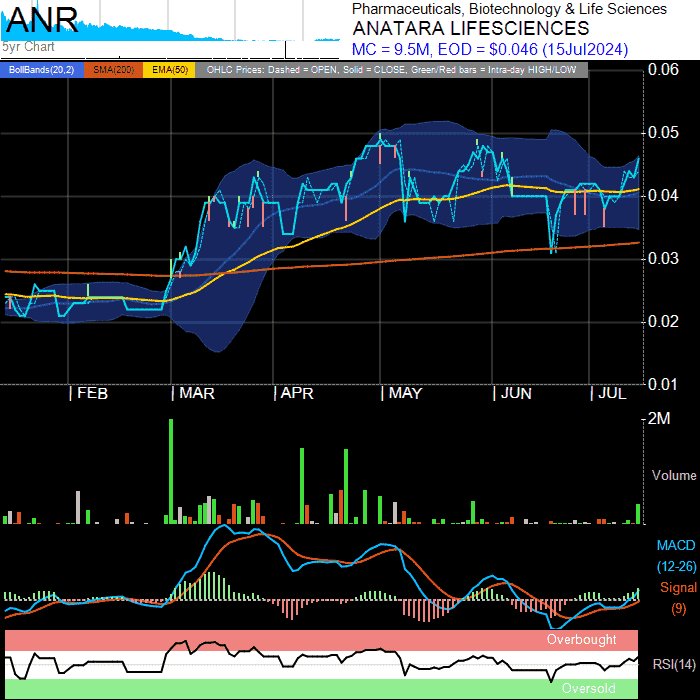 ANR
5yr Chart
Pharmaceuticals, Biotechnology & Life Sciences
ANATARA LIFESCIENCES
MC = 9.5M, EOD = $0.046 (15Jul2024)
BollBands(20,2) SMA(200) EMA(50) OHLC Prices: Dashed = OPEN, Solid = CLOSE, Green/Red bars = Intra-day HIGH/LOW
0.06
0.05
0.04
0.03
0.02
0.01
FEB MAR APR MAY JUN JUL
2M
Volume
MACD
(12-26)
Signal
(9)
Overbought
RSI(14)
Oversold